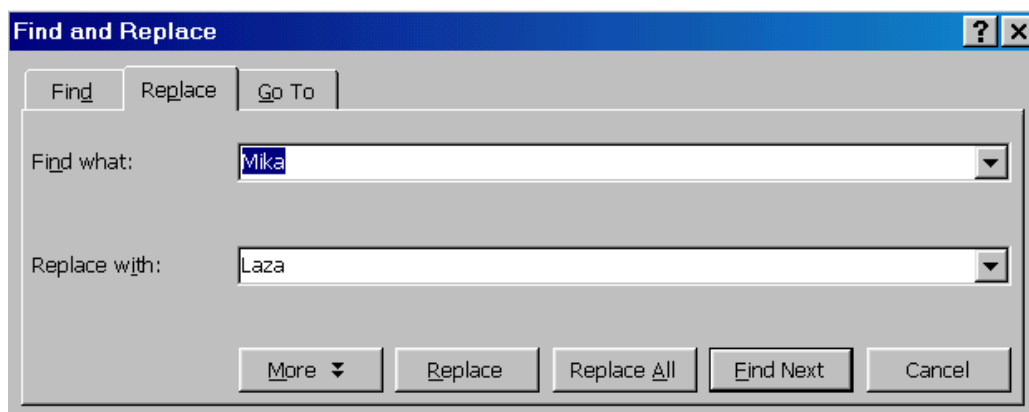 Find and Replace
Find Replace Go To
Find what: Mika
Replace with: Laza
More Replace Replace All Find Next Cancel